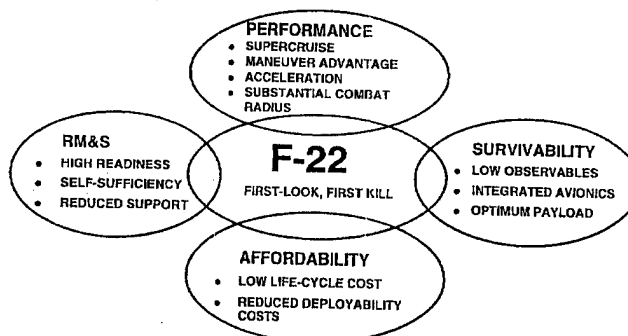 PERFORMANCE
• SUPERCRUISE
• MANEUVER ADVANTAGE
• ACCELERATION
• SUBSTANTIAL COMBAT
RADIUS
RM&S
• HIGH READINESS
• SELF-SUFFICIENCY
• REDUCED SUPPORT
F-22
FIRST-LOOK, FIRST KILL
SURVIVABILITY
• LOW OBSERVABLES
• INTEGRATED AVIONICS
• OPTIMUM PAYLOAD
AFFORDABILITY
• LOW LIFE-CYCLE COST
• REDUCED DEPLOYABILITY
COSTS